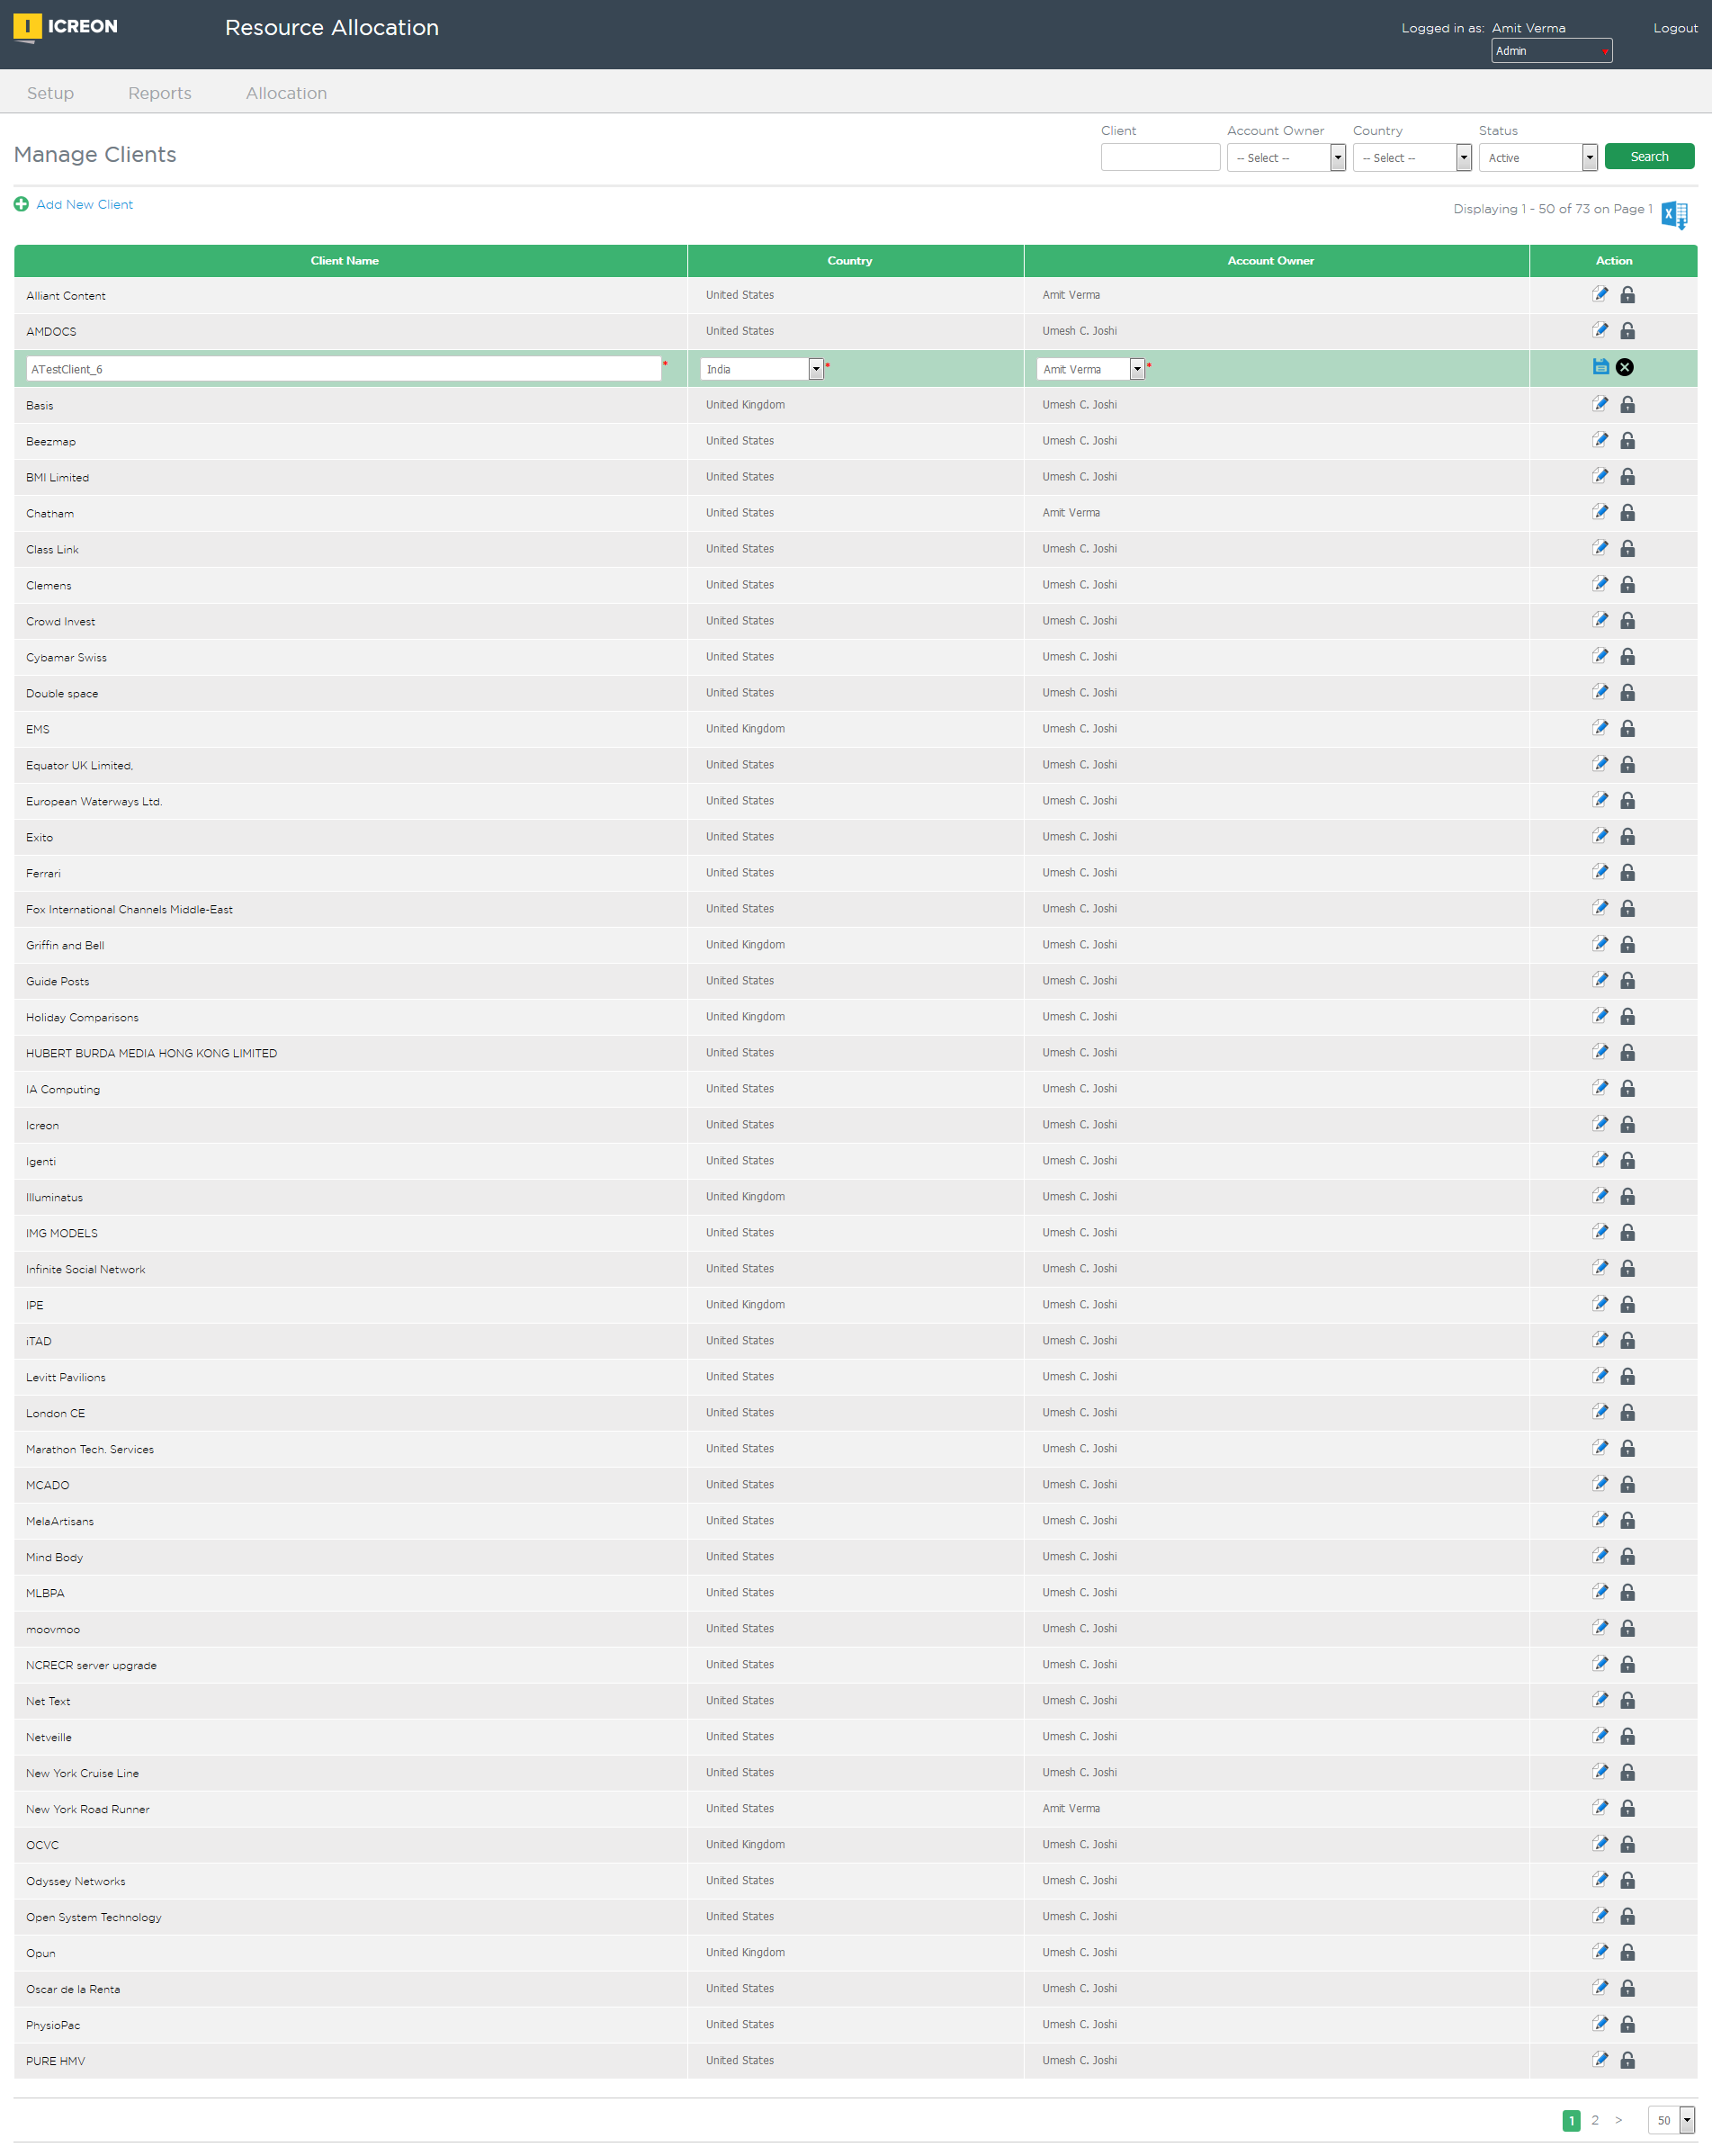 ICREON
Resource Allocation
Logged in as: Amit Verma
Logout
Admin
Setup Reports Allocation
Manage Clients
Client Account Owner Country Status
-- Select -- -- Select -- Active Search
Add New Client
Displaying 1 - 50 of 73 on Page 1
Client Name Country Account Owner Action
Alliant Content United States Amit Verma
AMDOCS United States Umesh C. Joshi
ATestClient_6 * India * Amit Verma *
Basis United Kingdom Umesh C. Joshi
Beezmap United States Umesh C. Joshi
BMI Limited United States Umesh C. Joshi
Chatham United States Amit Verma
Class Link United States Umesh C. Joshi
Clemens United States Umesh C. Joshi
Crowd Invest United States Umesh C. Joshi
Cybamar Swiss United States Umesh C. Joshi
Double space United States Umesh C. Joshi
EMS United Kingdom Umesh C. Joshi
Equator UK Limited, United States Umesh C. Joshi
European Waterways Ltd. United States Umesh C. Joshi
Exito United States Umesh C. Joshi
Ferrari United States Umesh C. Joshi
Fox International Channels Middle-East United States Umesh C. Joshi
Griffin and Bell United Kingdom Umesh C. Joshi
Guide Posts United States Umesh C. Joshi
Holiday Comparisons United Kingdom Umesh C. Joshi
HUBERT BURDA MEDIA HONG KONG LIMITED United States Umesh C. Joshi
IA Computing United States Umesh C. Joshi
Icreon United States Umesh C. Joshi
Igenti United States Umesh C. Joshi
Illuminatus United Kingdom Umesh C. Joshi
IMG MODELS United States Umesh C. Joshi
Infinite Social Network United States Umesh C. Joshi
IPE United Kingdom Umesh C. Joshi
iTAD United States Umesh C. Joshi
Levitt Pavilions United States Umesh C. Joshi
London CE United States Umesh C. Joshi
Marathon Tech. Services United States Umesh C. Joshi
MCADO United States Umesh C. Joshi
MelaArtisans United States Umesh C. Joshi
Mind Body United States Umesh C. Joshi
MLBPA United States Umesh C. Joshi
moovmoo United States Umesh C. Joshi
NCRECR server upgrade United States Umesh C. Joshi
Net Text United States Umesh C. Joshi
Netveille United States Umesh C. Joshi
New York Cruise Line United States Umesh C. Joshi
New York Road Runner United States Amit Verma
OCVC United Kingdom Umesh C. Joshi
Odyssey Networks United States Umesh C. Joshi
Open System Technology United States Umesh C. Joshi
Opun United Kingdom Umesh C. Joshi
Oscar de la Renta United States Umesh C. Joshi
PhysioPac United States Umesh C. Joshi
PURE HMV United States Umesh C. Joshi
1 2 > 50